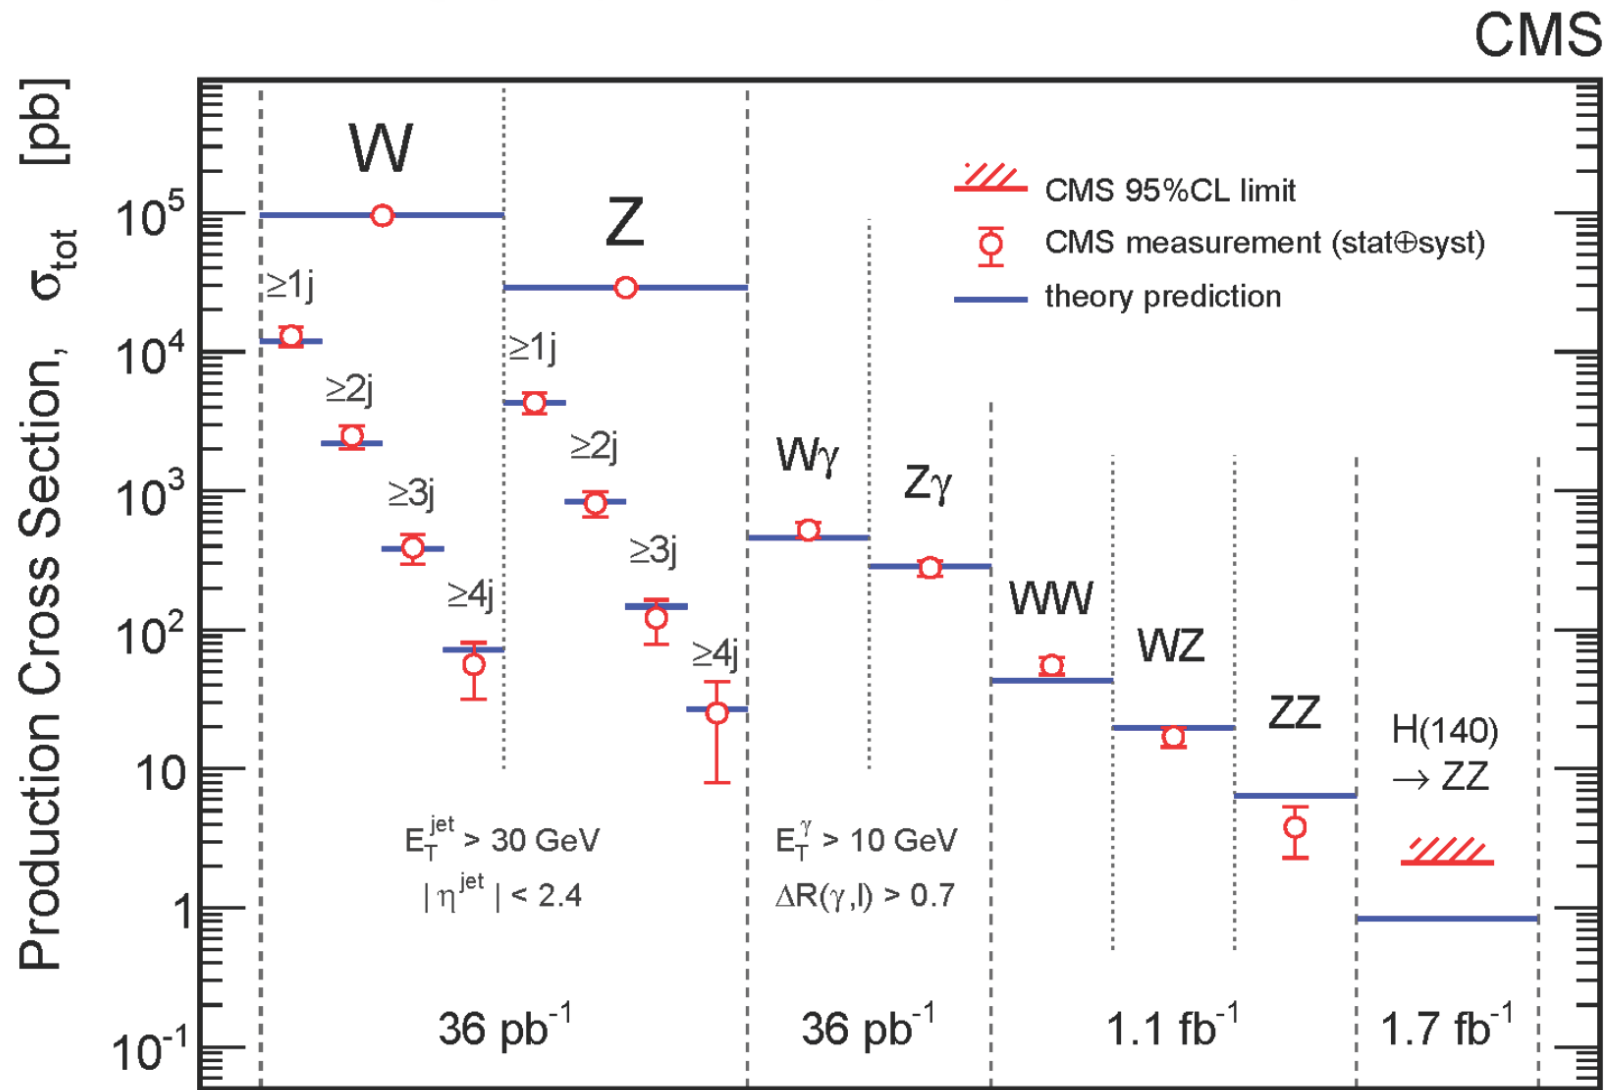 CMS
Production Cross Section, σ_tot [pb]
10^5
10^4
10^3
10^2
10
1
10^-1
W
≥1j
≥2j
≥3j
≥4j
Z
≥1j
≥2j
≥3j
≥4j
E_T^jet > 30 GeV
|η^jet| < 2.4
36 pb^-1
Wγ
Zγ
E_T^γ > 10 GeV
ΔR(γ,l) > 0.7
36 pb^-1
WW
WZ
ZZ
1.1 fb^-1
H(140)
→ ZZ
1.7 fb^-1
CMS 95%CL limit
CMS measurement (stat⊕syst)
theory prediction